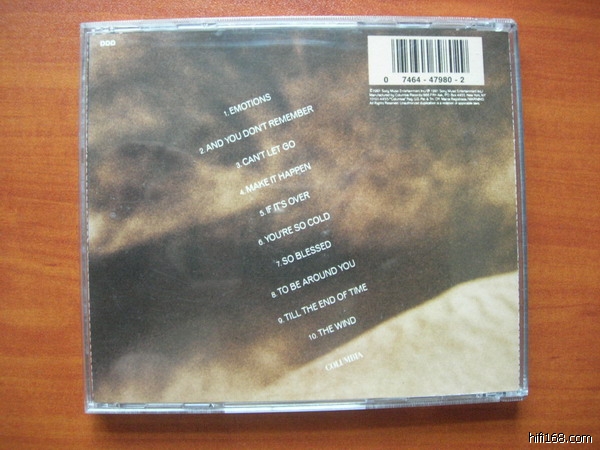 DDD
0 7464-47980-2
1. EMOTIONS
2. AND YOU DON'T REMEMBER
3. CAN'T LET GO
4. MAKE IT HAPPEN
5. IF IT'S OVER
6. YOU'RE SO COLD
7. SO BLESSED
8. TO BE AROUND YOU
9. TILL THE END OF TIME
10. THE WIND
COLUMBIA
hifi168.com